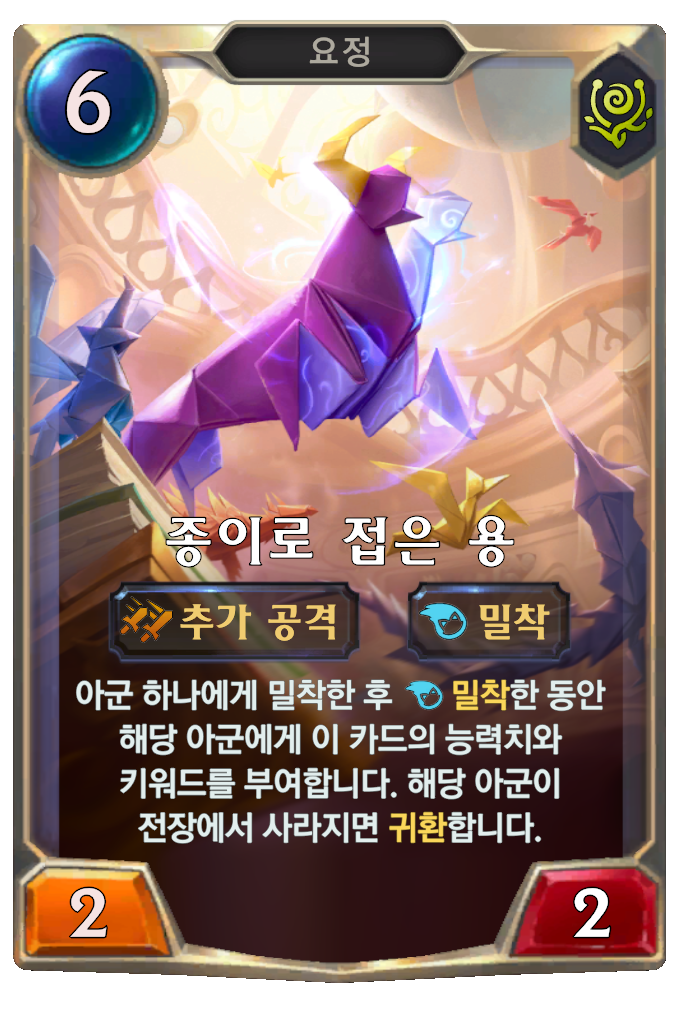 요정
6
종이로 접은 용
추가 공격 밀착
아군 하나에게 밀착한 후 밀착한 동안
해당 아군에게 이 카드의 능력치와
키워드를 부여합니다. 해당 아군이
전장에서 사라지면 귀환합니다.
2 2